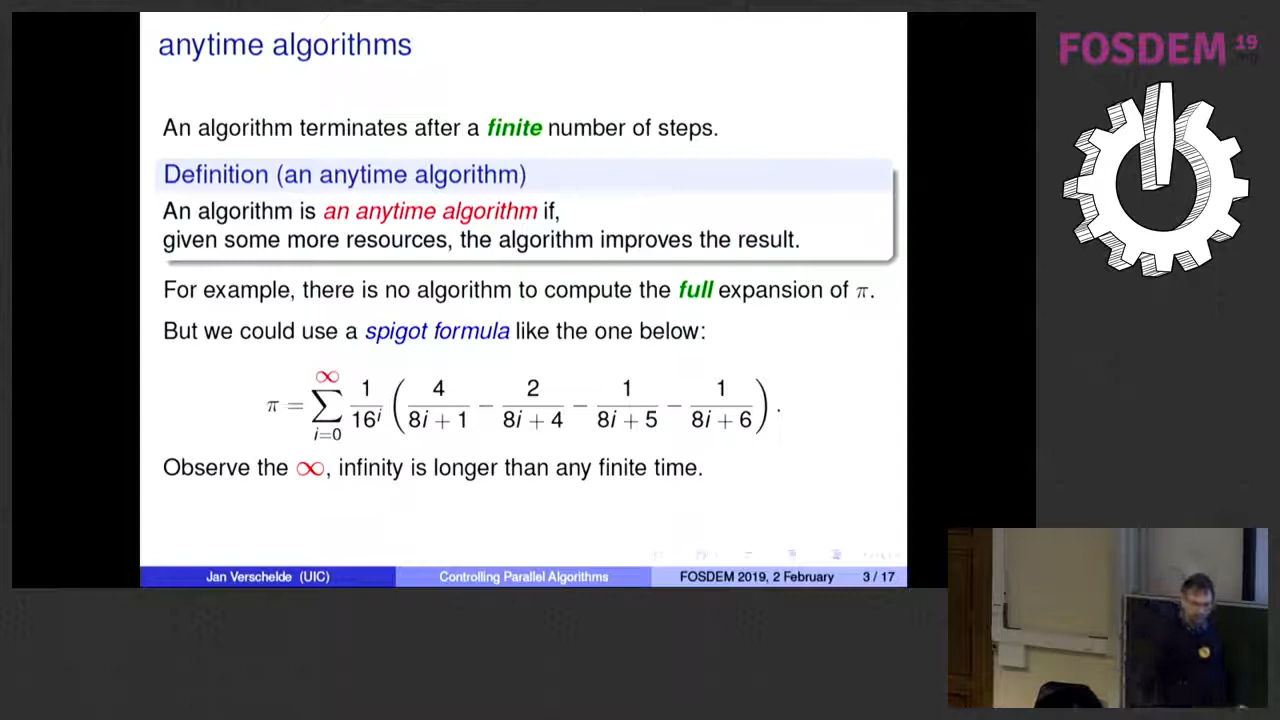 anytime algorithms
An algorithm terminates after a finite number of steps.
Definition (an anytime algorithm)
An algorithm is an anytime algorithm if,
given some more resources, the algorithm improves the result.
For example, there is no algorithm to compute the full expansion of π.
But we could use a spigot formula like the one below:
π = ∑_{i=0}^{∞} 1/16^i ( 4/(8i + 1) − 2/(8i + 4) − 1/(8i + 5) − 1/(8i + 6) ).
Observe the ∞, infinity is longer than any finite time.
Jan Verschelde (UIC) Controlling Parallel Algorithms FOSDEM 2019, 2 February 3 / 17
FOSDEM 19
.org